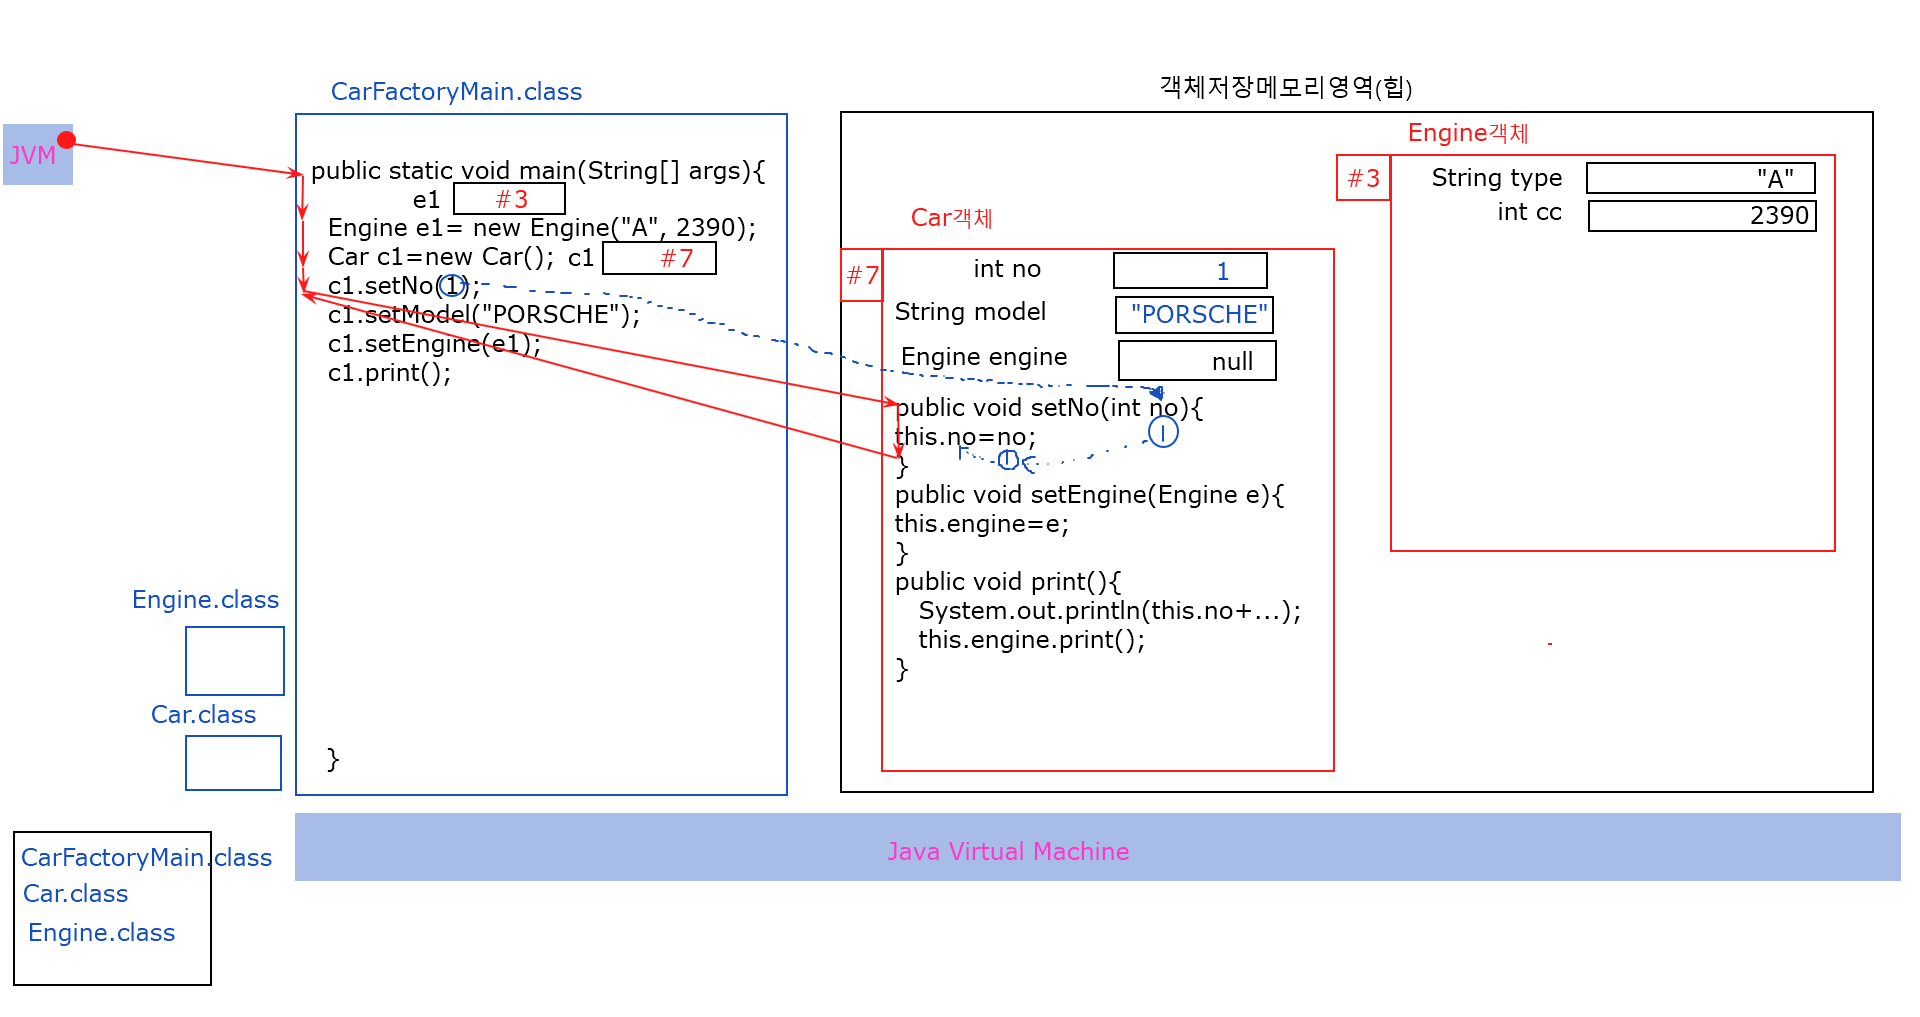 객체저장메모리영역(힙)
CarFactoryMain.class
JVM
public static void main(String[] args){
e1 #3
Engine e1= new Engine("A", 2390);
Car c1=new Car(); c1 #7
c1.setNo(1);
c1.setModel("PORSCHE");
c1.setEngine(e1);
c1.print();
}
Engine객체
#3
String type "A"
int cc 2390
Car객체
#7
int no 1
String model "PORSCHE"
Engine engine null
public void setNo(int no){
1
this.no=no;
1
}
public void setEngine(Engine e){
this.engine=e;
}
public void print(){
System.out.println(this.no+...);
this.engine.print();
}
Engine.class
Car.class
Java Virtual Machine
CarFactoryMain.class
Car.class
Engine.class